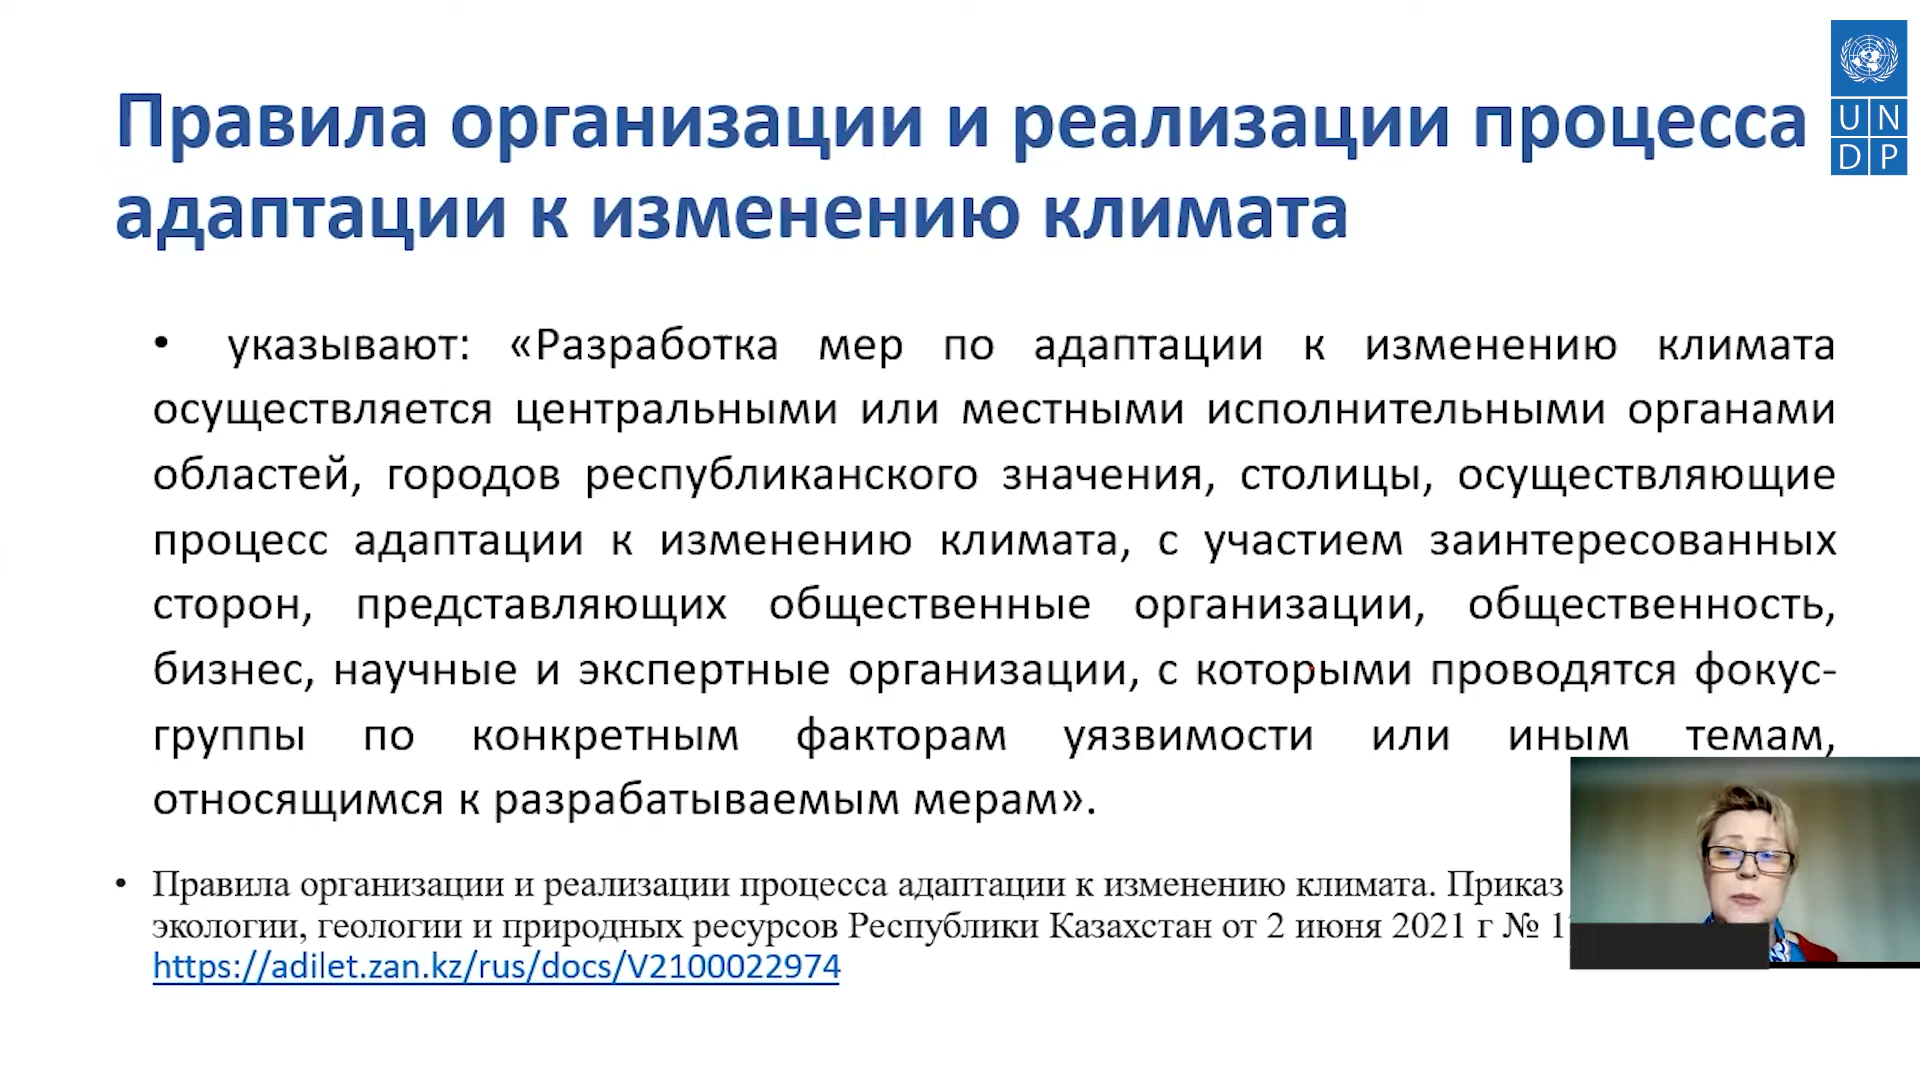 Правила организации и реализации процесса
адаптации к изменению климата
UN
DP
• указывают: «Разработка мер по адаптации к изменению климата
осуществляется центральными или местными исполнительными органами
областей, городов республиканского значения, столицы, осуществляющие
процесс адаптации к изменению климата, с участием заинтересованных
сторон, представляющих общественные организации, общественность,
бизнес, научные и экспертные организации, с которыми проводятся фокус-
группы по конкретным факторам уязвимости или иным темам,
относящимся к разрабатываемым мерам».
• Правила организации и реализации процесса адаптации к изменению климата. Приказ
экологии, геологии и природных ресурсов Республики Казахстан от 2 июня 2021 г № 1
https://adilet.zan.kz/rus/docs/V2100022974